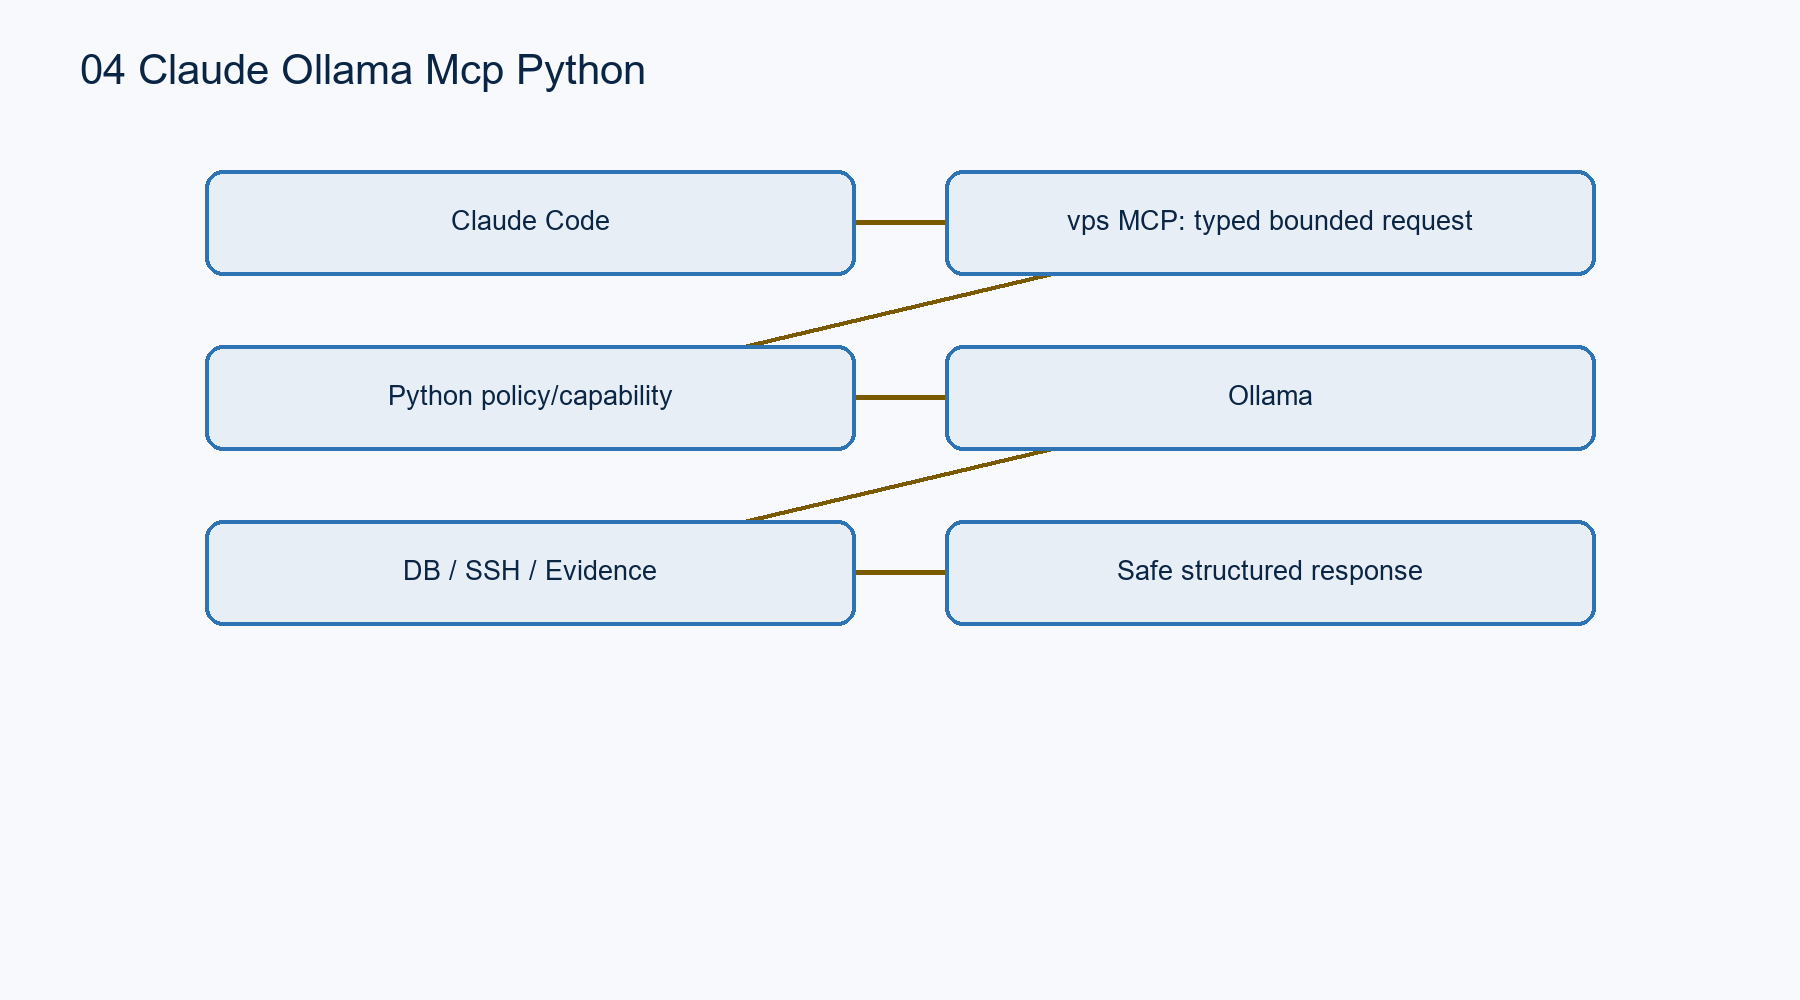 04 Claude Ollama Mcp Python
Claude Code
vps MCP: typed bounded request
Python policy/capability
Ollama
DB / SSH / Evidence
Safe structured response